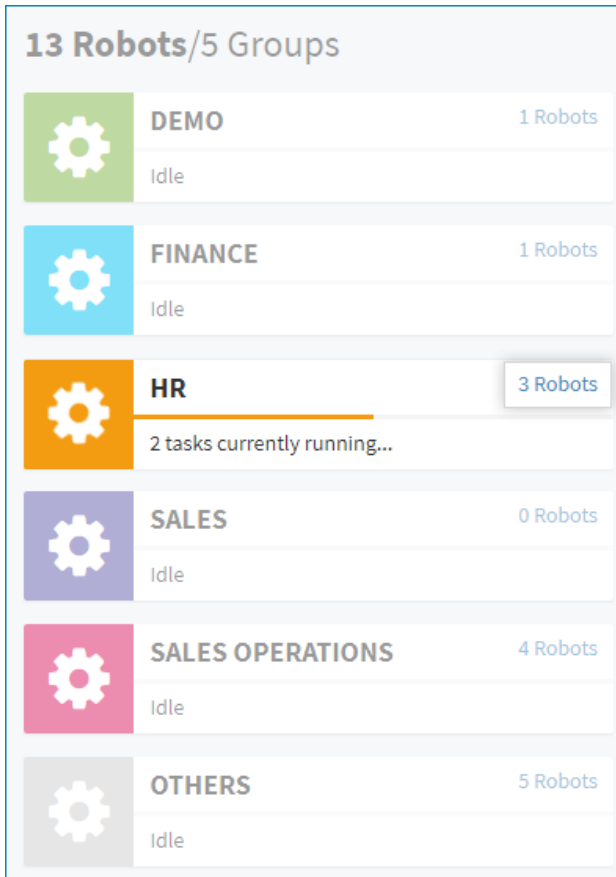 13 Robots/5 Groups
DEMO 1 Robots
Idle
FINANCE 1 Robots
Idle
HR 3 Robots
2 tasks currently running...
SALES 0 Robots
Idle
SALES OPERATIONS 4 Robots
Idle
OTHERS 5 Robots
Idle